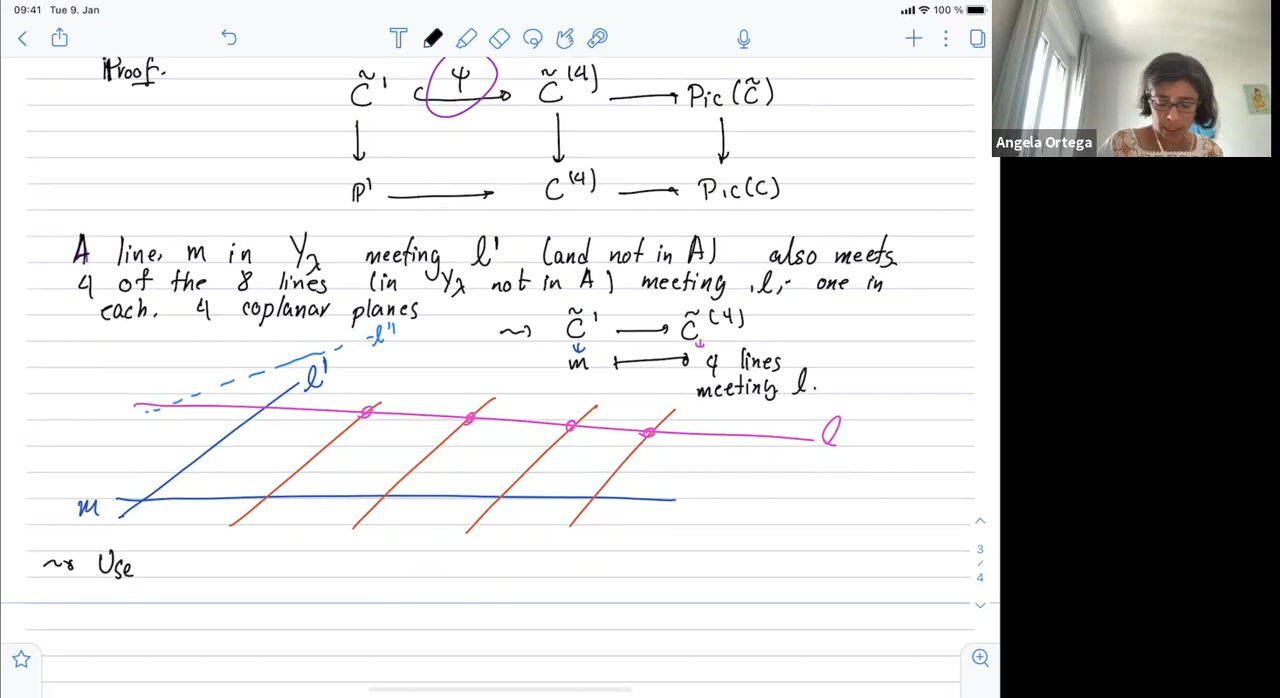 09:41 Tue 9. Jan
100 %
Proof.
C̃' ψ C̃⁽⁴⁾ → Pic(C̃)
ℙ¹ → C⁽⁴⁾ → Pic(C)
A line m in Y_λ meeting l' (and not in A) also meets
4 of the 8 lines (in Y_λ not in A) meeting l, one in
each. 4 coplanar planes
⇝ C̃' → C̃⁽⁴⁾
l''
m ↦ 4 lines
meeting l.
l'
l
m
⇝ Use
3
/
4
Angela Ortega